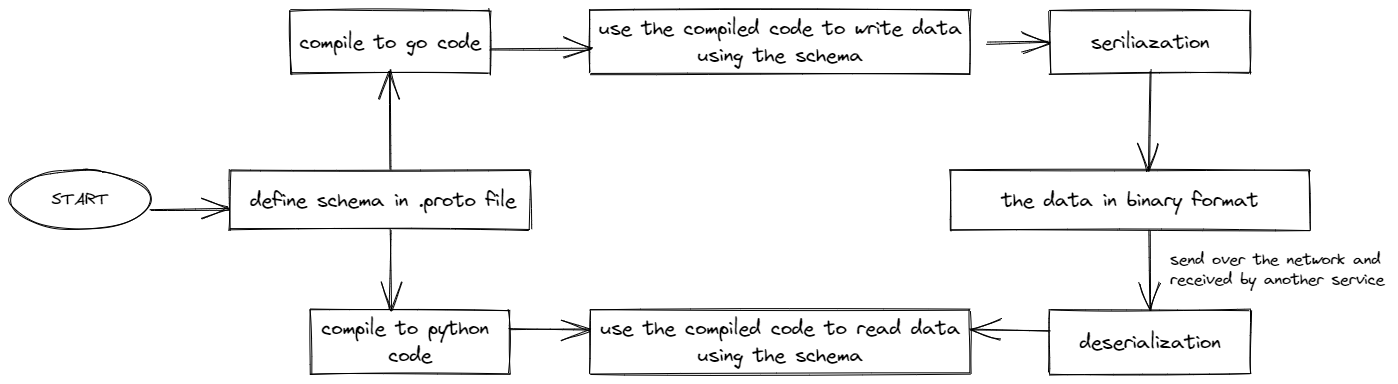 compile to go code
use the compiled code to write data
using the schema
seriliazation
START
define schema in .proto file
the data in binary format
send over the network and
received by another service
compile to python
code
use the compiled code to read data
using the schema
deserialization